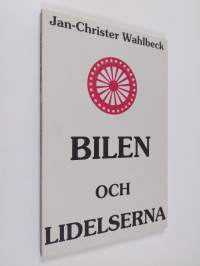 Jan-Christer Wahlbeck
BILEN
OCH
LIDELSERNA